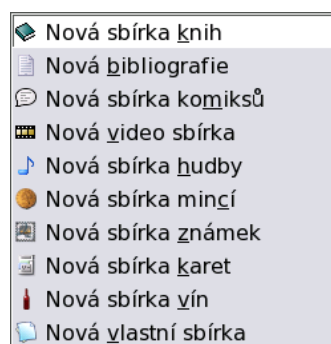 Nová sbírka knih
Nová bibliografie
Nová sbírka komiksů
Nová video sbírka
Nová sbírka hudby
Nová sbírka mincí
Nová sbírka známek
Nová sbírka karet
Nová sbírka vín
Nová vlastní sbírka